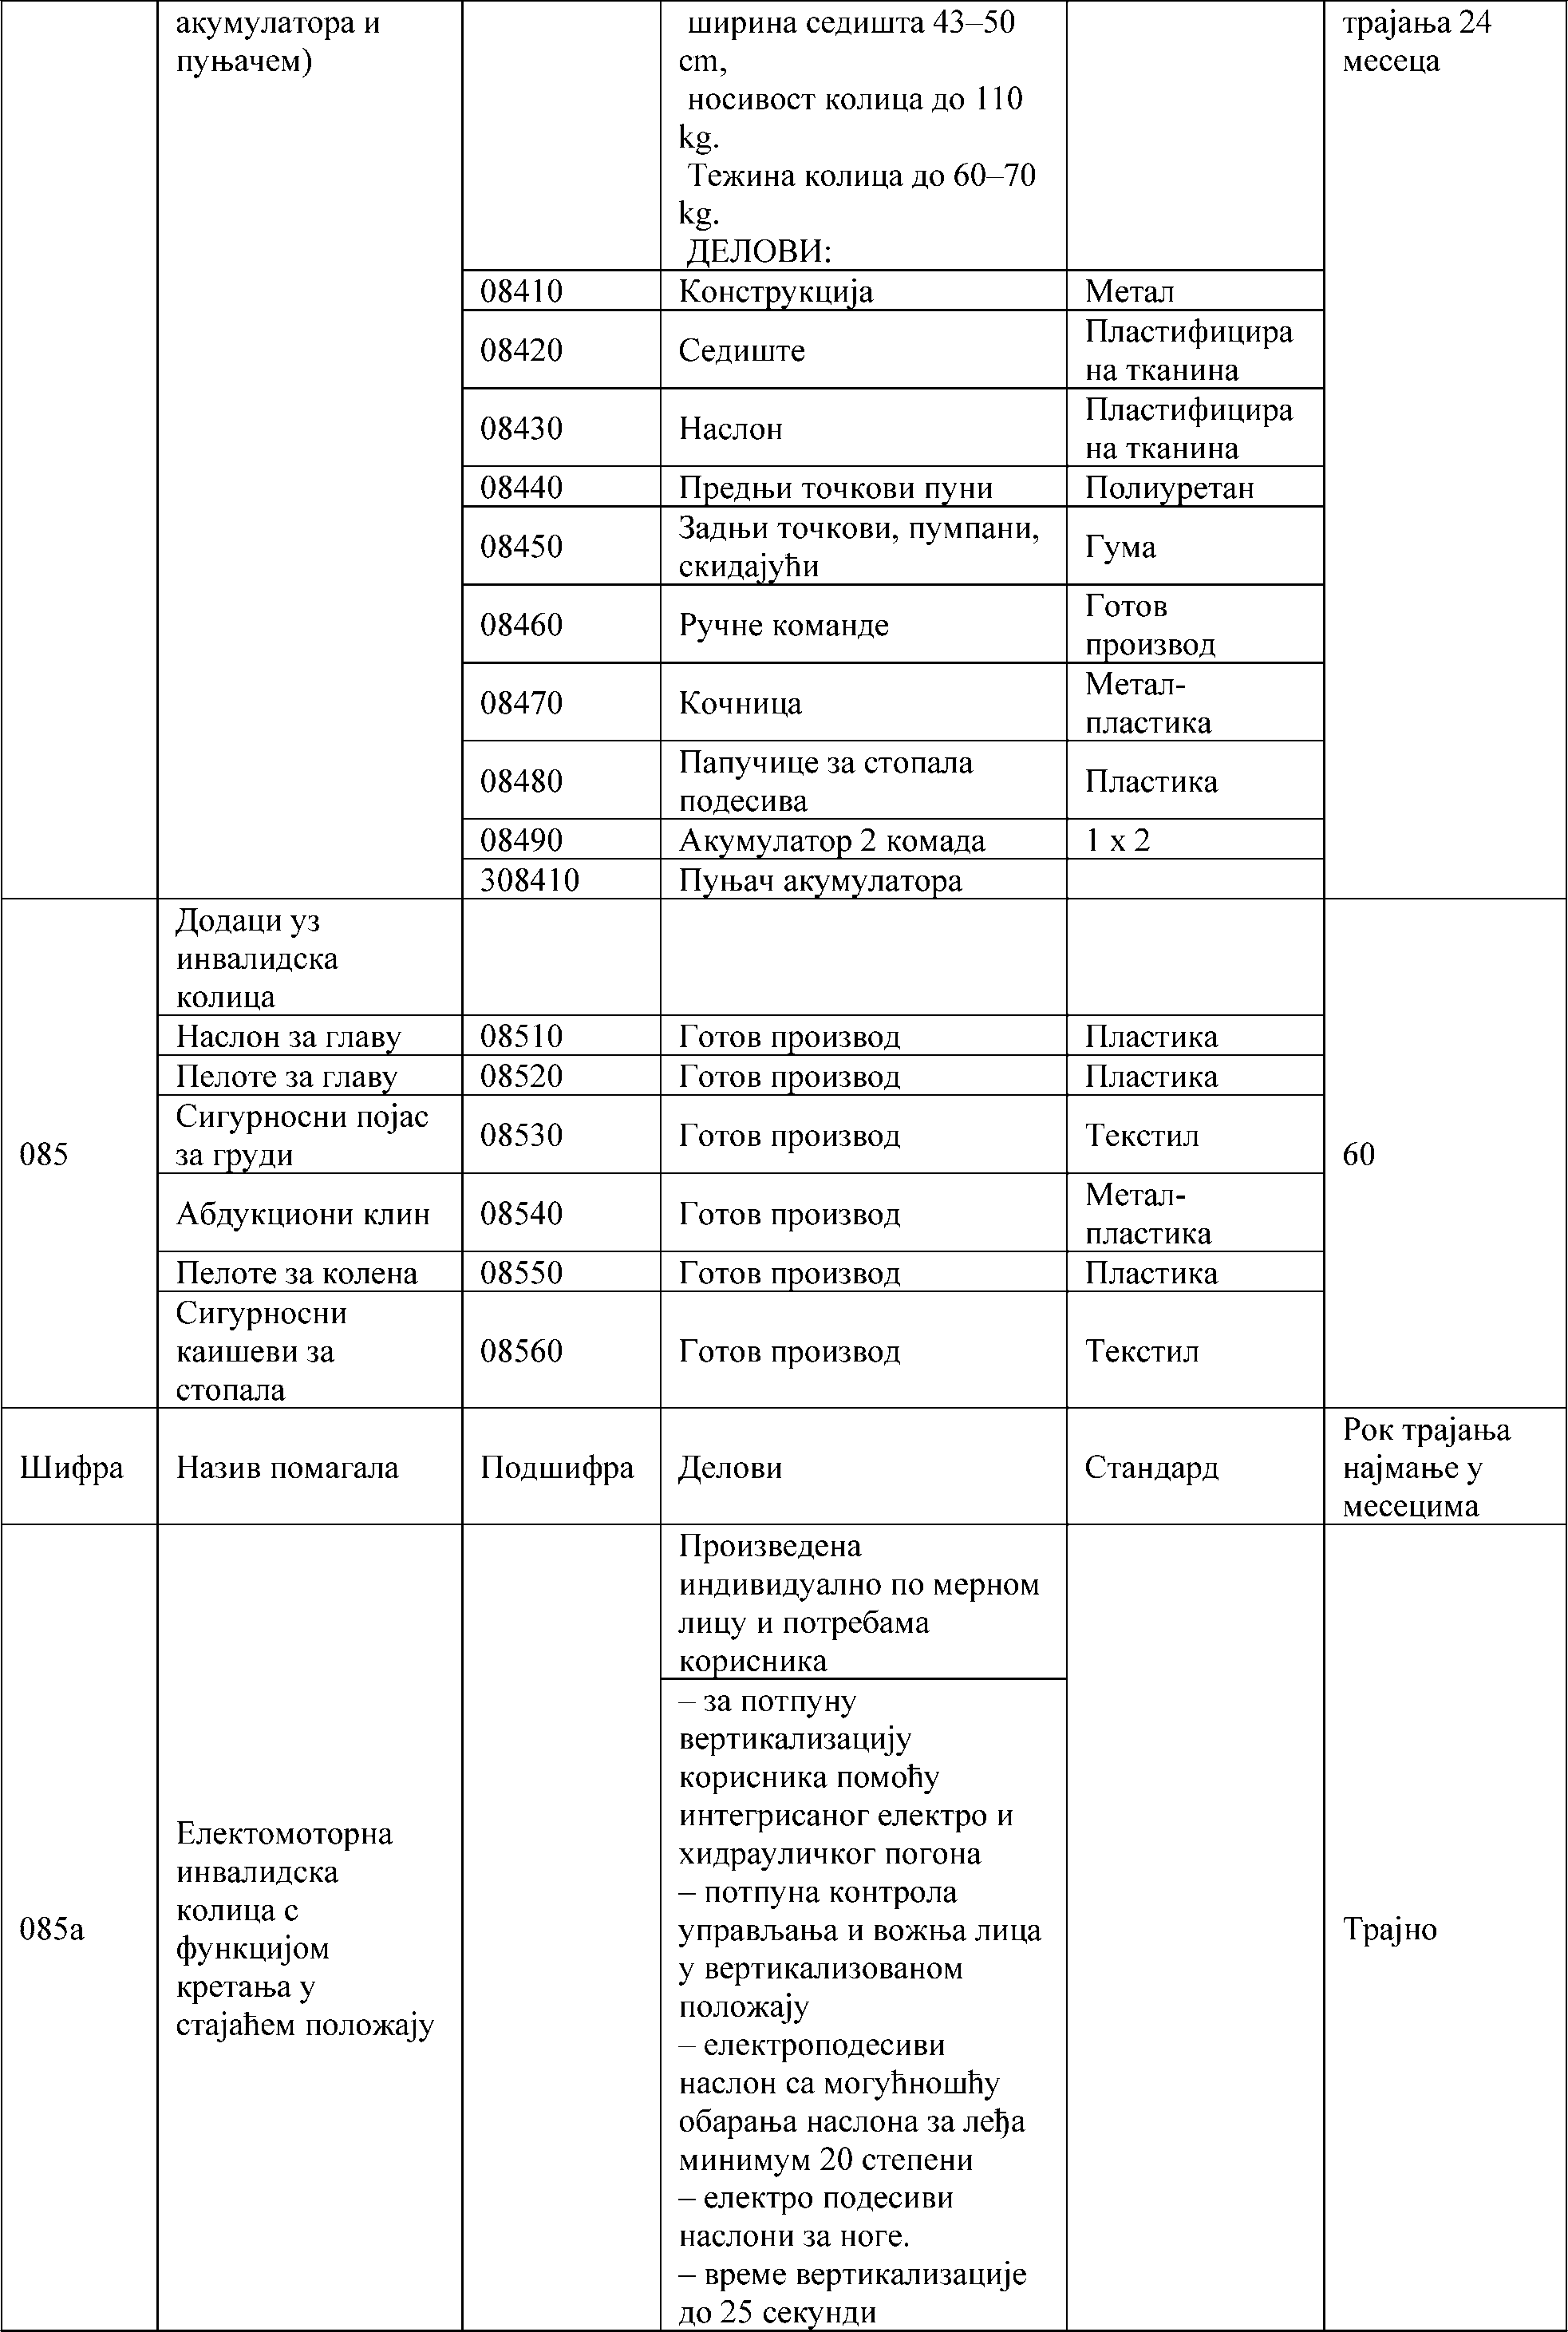 акумулатора и
пуњачем)
ширина седишта 43–50
cm,
носивост колица до 110
kg.
Тежина колица до 60–70
kg.
ДЕЛОВИ:
трајања 24
месеца
08410 Конструкција Метал
08420 Седиште Пластифицира
на тканина
08430 Наслон Пластифицира
на тканина
08440 Предњи точкови пуни Полиуретан
08450 Задњи точкови, пумпани,
скидајући Гума
08460 Ручне команде Готов
производ
08470 Кочница Метал-
пластика
08480 Папучице за стопала
подесива Пластика
08490 Акумулатор 2 комада 1 x 2
308410 Пуњач акумулатора
085
Додаци уз
инвалидска
колица
60
Наслон за главу 08510 Готов производ Пластика
Пелоте за главу 08520 Готов производ Пластика
Сигурносни појас
за груди 08530 Готов производ Текстил
Абдукциони клин 08540 Готов производ Метал-
пластика
Пелоте за колена 08550 Готов производ Пластика
Сигурносни
каишеви за
стопала 08560 Готов производ Текстил
Шифра Назив помагала Подшифра Делови Стандард Рок трајања
најмање у
месецима
085а
Електомоторна
инвалидска
колица с
функцијом
кретања у
стајаћем положају
Произведена
индивидуално по мерном
лицу и потребама
корисника
– за потпуну
вертикализацију
корисника помоћу
интегрисаног електро и
хидрауличког погона
– потпуна контрола
управљања и вожња лица
у вертикализованом
положају
– електроподесиви
наслон са могућношћу
обарања наслона за леђа
минимум 20 степени
– електро подесиви
наслони за ноге.
– време вертикализације
до 25 секунди
Трајно